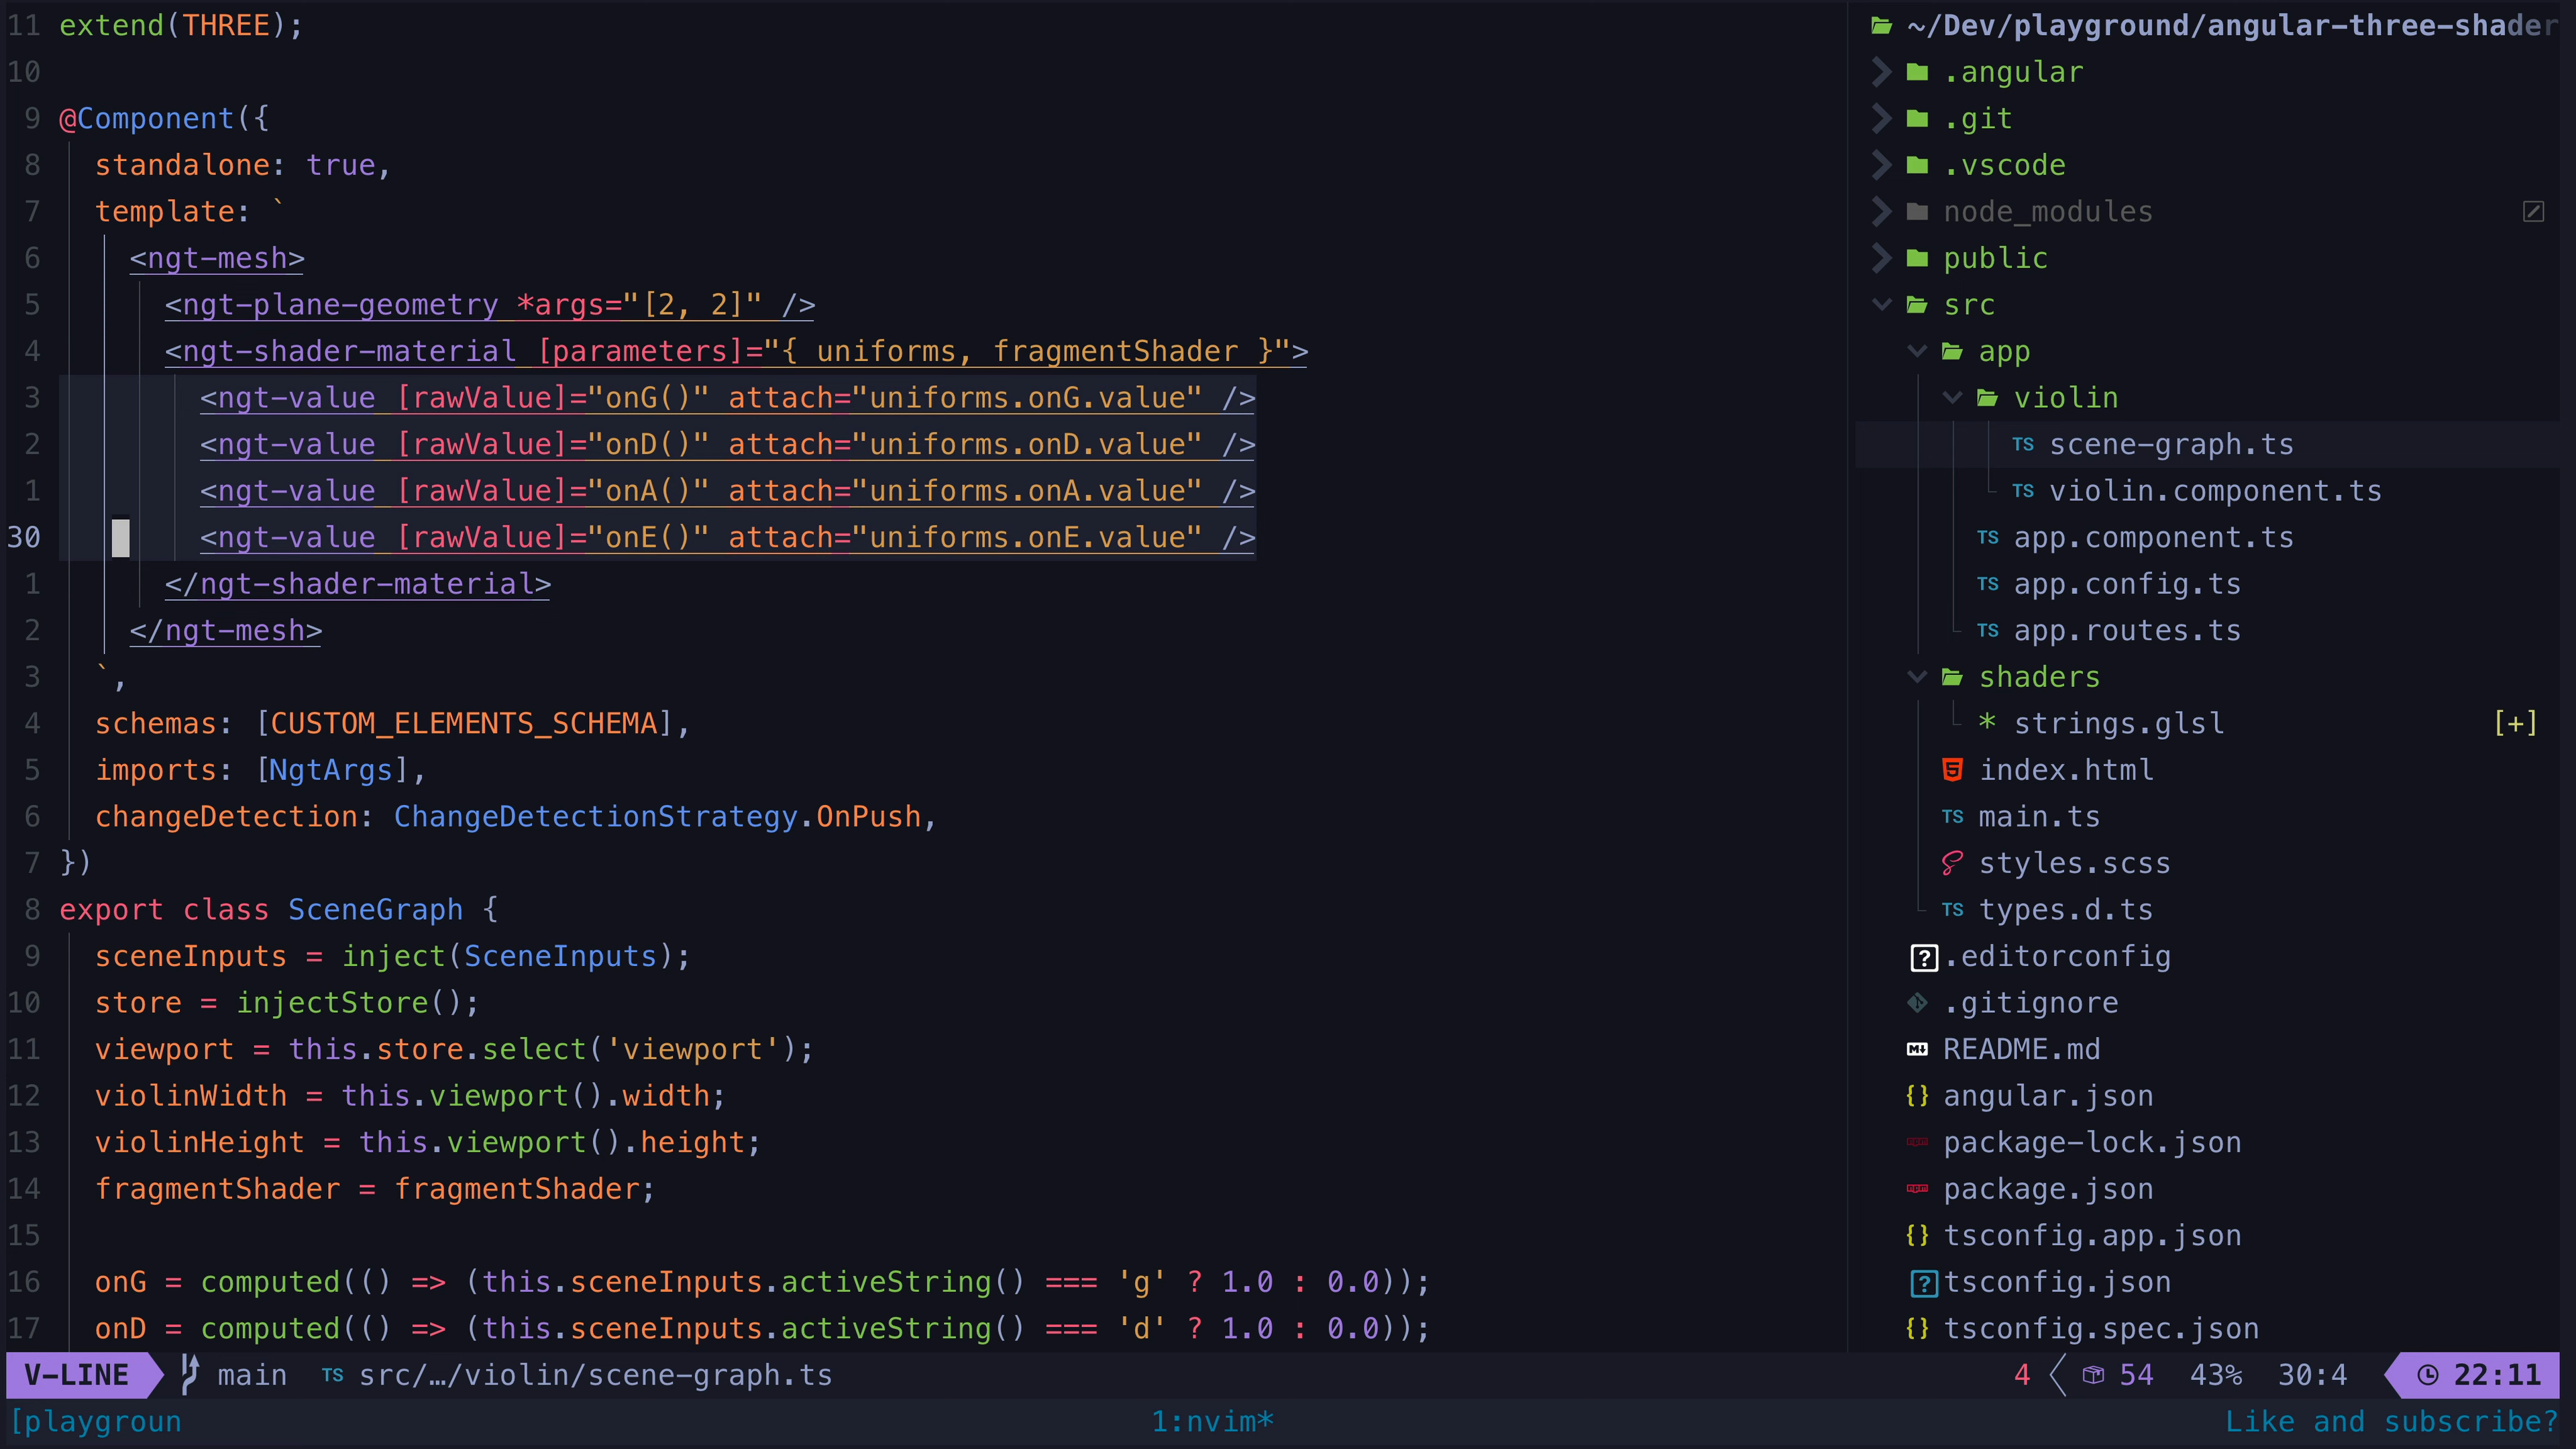 11 extend(THREE);
10
9 @Component({
8   standalone: true,
7   template: `
6     <ngt-mesh>
5       <ngt-plane-geometry *args="[2, 2]" />
4       <ngt-shader-material [parameters]="{ uniforms, fragmentShader }">
3         <ngt-value [rawValue]="onG()" attach="uniforms.onG.value" />
2         <ngt-value [rawValue]="onD()" attach="uniforms.onD.value" />
1         <ngt-value [rawValue]="onA()" attach="uniforms.onA.value" />
30         <ngt-value [rawValue]="onE()" attach="uniforms.onE.value" />
1       </ngt-shader-material>
2     </ngt-mesh>
3   `,
4   schemas: [CUSTOM_ELEMENTS_SCHEMA],
5   imports: [NgtArgs],
6   changeDetection: ChangeDetectionStrategy.OnPush,
7 })
8 export class SceneGraph {
9   sceneInputs = inject(SceneInputs);
10   store = injectStore();
11   viewport = this.store.select('viewport');
12   violinWidth = this.viewport().width;
13   violinHeight = this.viewport().height;
14   fragmentShader = fragmentShader;
15
16   onG = computed(() => (this.sceneInputs.activeString() === 'g' ? 1.0 : 0.0));
17   onD = computed(() => (this.sceneInputs.activeString() === 'd' ? 1.0 : 0.0));
~/Dev/playground/angular-three-shader
.angular
.git
.vscode
node_modules
public
src
app
violin
TS scene-graph.ts
TS violin.component.ts
TS app.component.ts
TS app.config.ts
TS app.routes.ts
shaders
* strings.glsl [+]
index.html
TS main.ts
styles.scss
TS types.d.ts
.editorconfig
.gitignore
README.md
{} angular.json
package-lock.json
package.json
{} tsconfig.app.json
tsconfig.json
{} tsconfig.spec.json
V-LINE main TS src/…/violin/scene-graph.ts 4 54 43% 30:4 22:11
[playgroun 1:nvim* Like and subscribe?